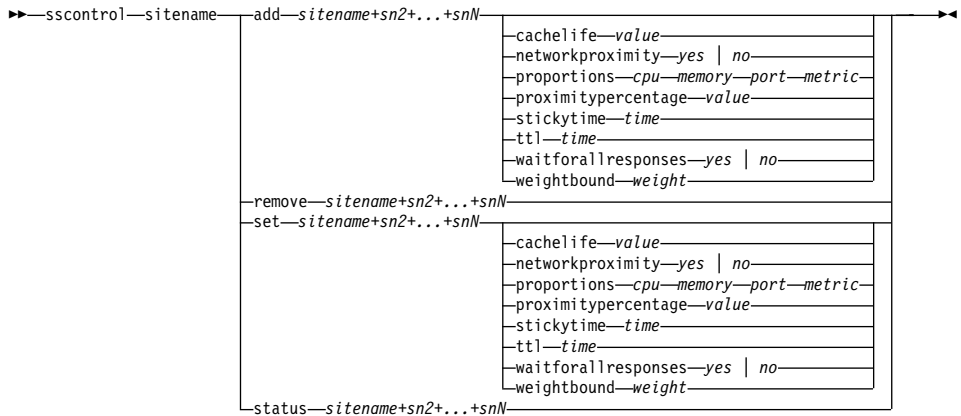 sscontrol sitename add sitename+sn2+...+snN
cachelife value
networkproximity yes | no
proportions cpu memory port metric
proximitypercentage value
stickytime time
ttl time
waitforallresponses yes | no
weightbound weight
remove sitename+sn2+...+snN
set sitename+sn2+...+snN
cachelife value
networkproximity yes | no
proportions cpu memory port metric
proximitypercentage value
stickytime time
ttl time
waitforallresponses yes | no
weightbound weight
status sitename+sn2+...+snN